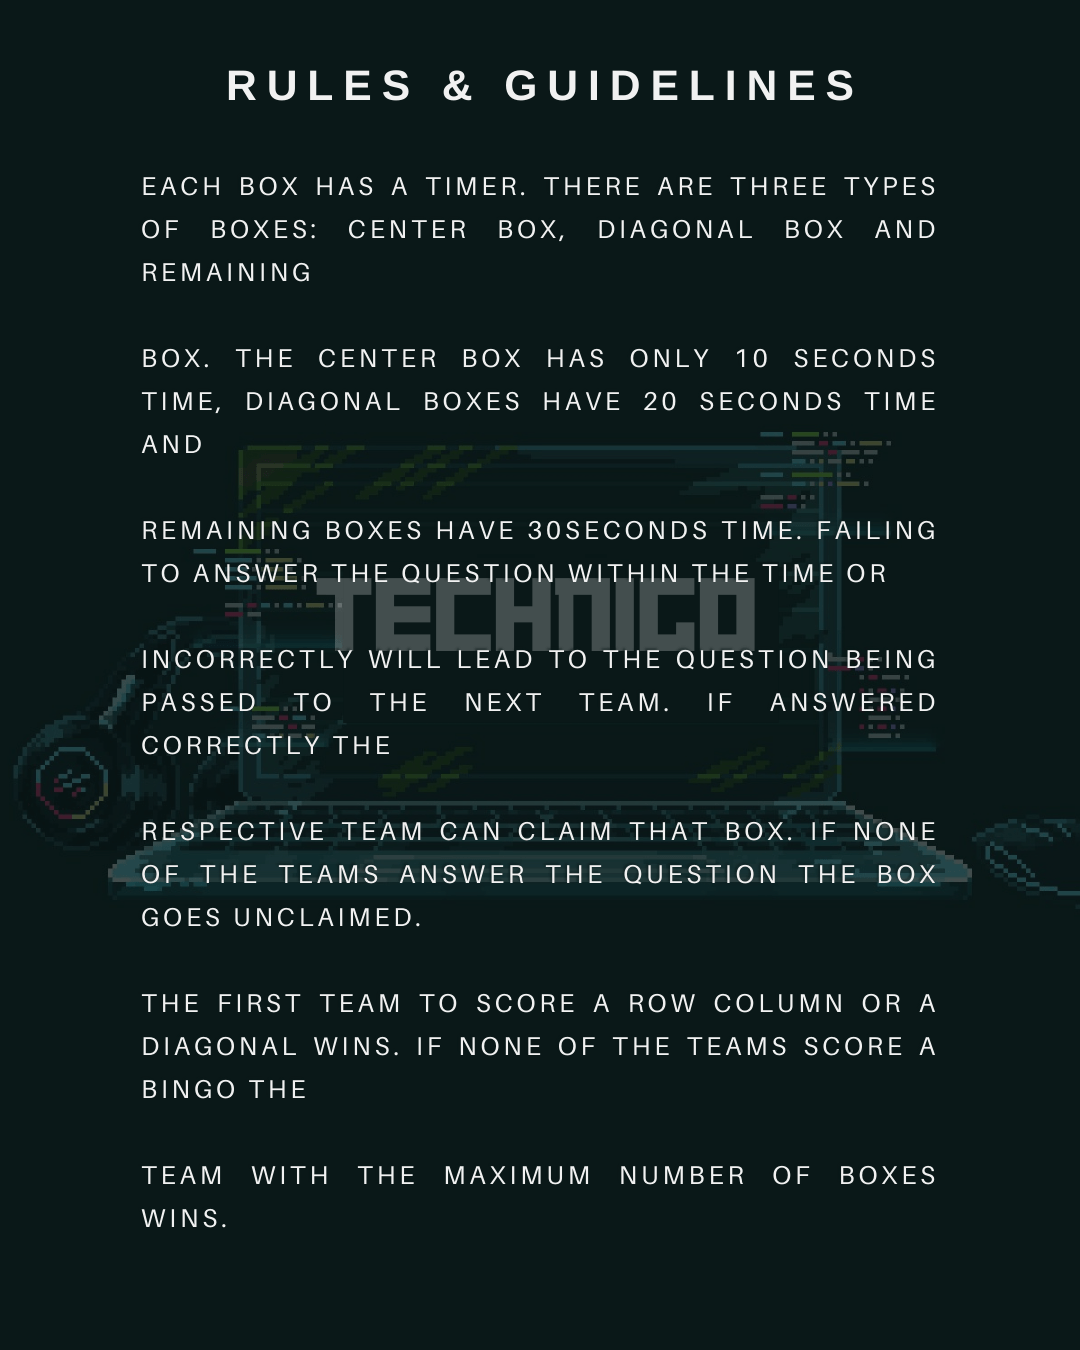 RULES & GUIDELINES
EACH BOX HAS A TIMER. THERE ARE THREE TYPES
OF BOXES: CENTER BOX, DIAGONAL BOX AND
REMAINING
BOX. THE CENTER BOX HAS ONLY 10 SECONDS
TIME, DIAGONAL BOXES HAVE 20 SECONDS TIME
AND
REMAINING BOXES HAVE 30SECONDS TIME. FAILING
TO ANSWER THE QUESTION WITHIN THE TIME OR
TECHNIGO
INCORRECTLY WILL LEAD TO THE QUESTION BEING
PASSED TO THE NEXT TEAM. IF ANSWERED
CORRECTLY THE
RESPECTIVE TEAM CAN CLAIM THAT BOX. IF NONE
OF THE TEAMS ANSWER THE QUESTION THE BOX
GOES UNCLAIMED.
THE FIRST TEAM TO SCORE A ROW COLUMN OR A
DIAGONAL WINS. IF NONE OF THE TEAMS SCORE A
BINGO THE
TEAM WITH THE MAXIMUM NUMBER OF BOXES
WINS.